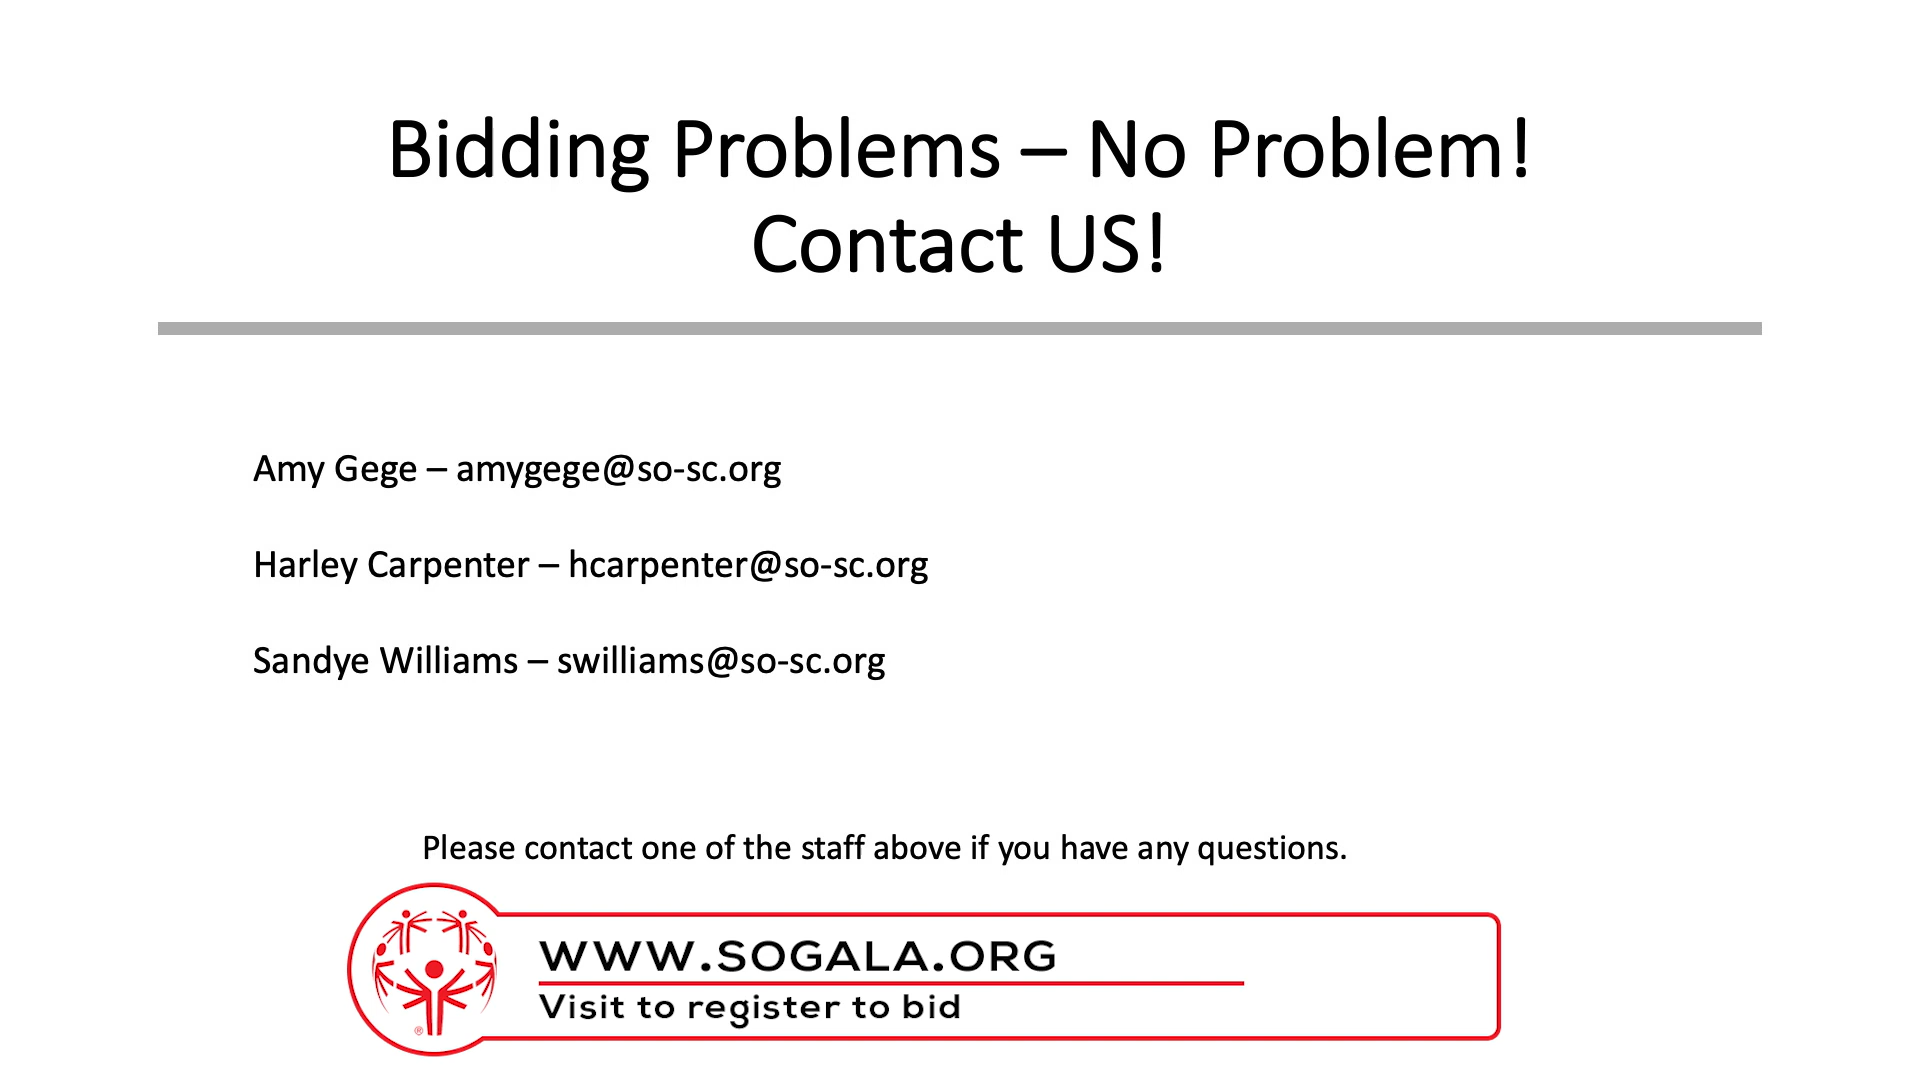 Bidding Problems – No Problem!
Contact US!
Amy Gege – amygege@so-sc.org
Harley Carpenter – hcarpenter@so-sc.org
Sandye Williams – swilliams@so-sc.org
Please contact one of the staff above if you have any questions.
WWW.SOGALA.ORG
Visit to register to bid
®